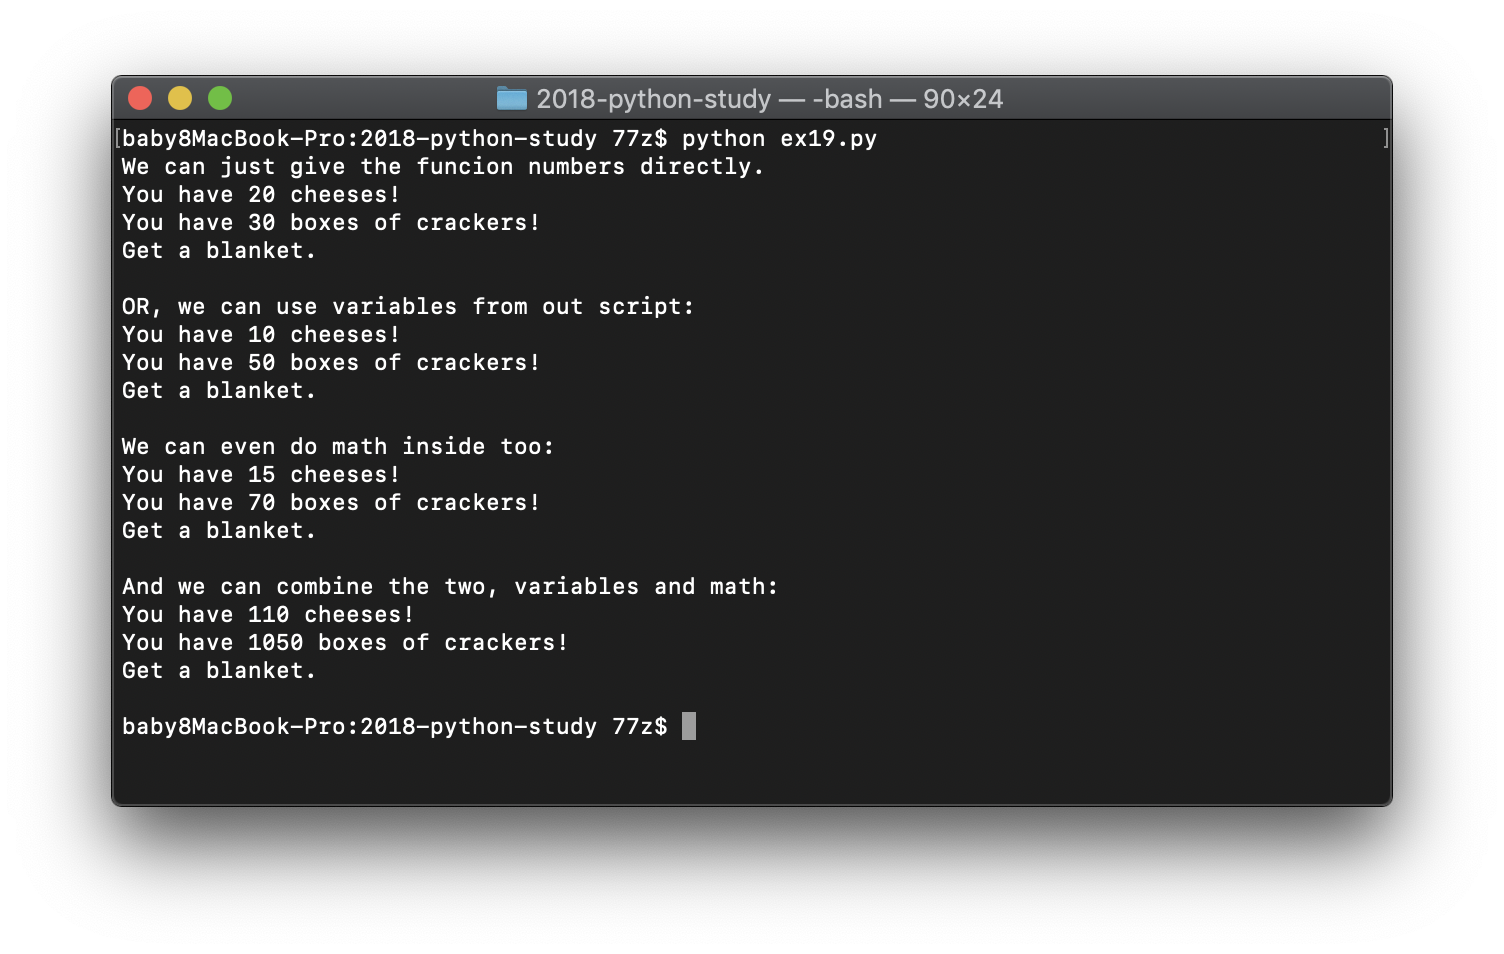 2018-python-study — -bash — 90×24
[baby8MacBook-Pro:2018-python-study 77z$ python ex19.py ]
We can just give the funcion numbers directly.
You have 20 cheeses!
You have 30 boxes of crackers!
Get a blanket.
OR, we can use variables from out script:
You have 10 cheeses!
You have 50 boxes of crackers!
Get a blanket.
We can even do math inside too:
You have 15 cheeses!
You have 70 boxes of crackers!
Get a blanket.
And we can combine the two, variables and math:
You have 110 cheeses!
You have 1050 boxes of crackers!
Get a blanket.
baby8MacBook-Pro:2018-python-study 77z$